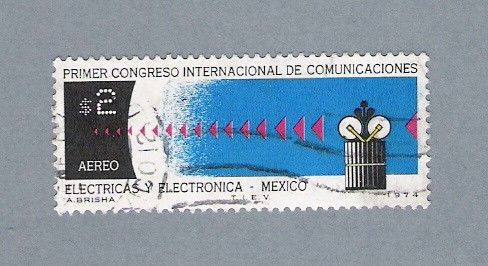 PRIMER CONGRESO INTERNACIONAL DE COMUNICACIONES
$2
AEREO
ELECTRICAS Y ELECTRONICA - MEXICO
A. BRISHA T.I.E.V. 1974